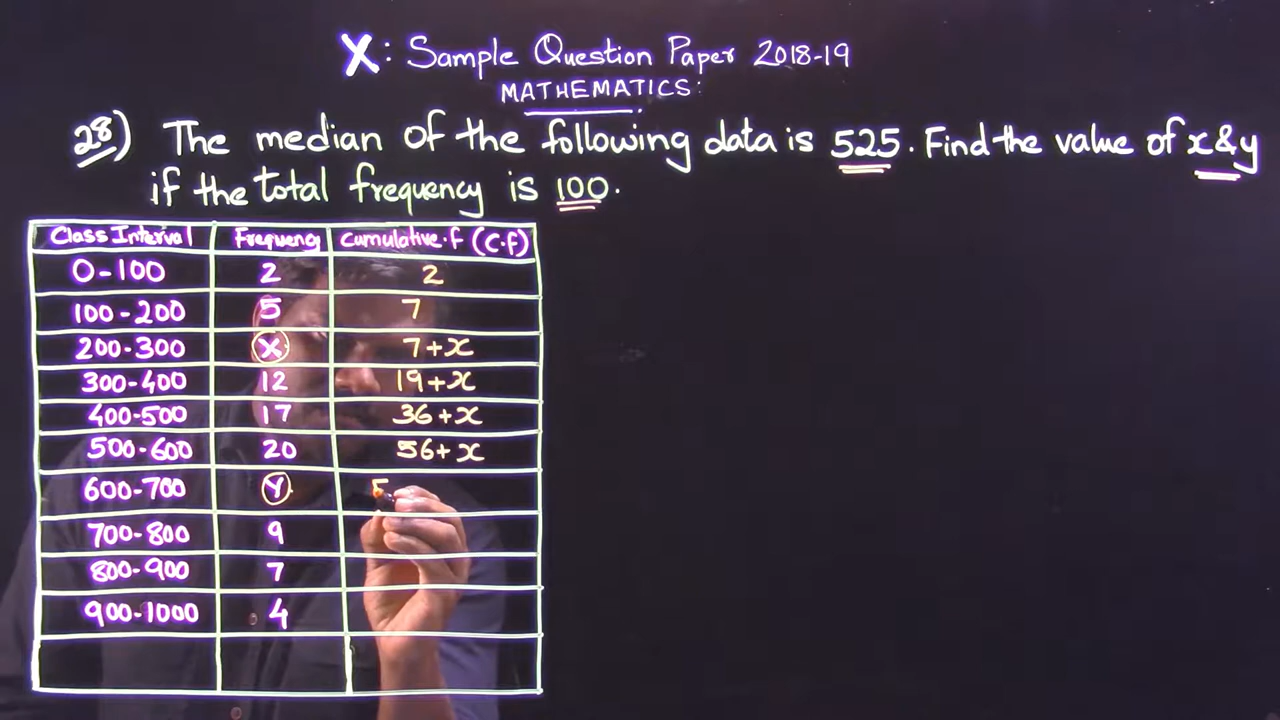 X: Sample Question Paper 2018-19
MATHEMATICS:
28) The median of the following data is 525. Find the value of x & y
if the total frequency is 100.
Class Interval Frequency Cumulative.f (C.f)
0-100 2 2
100-200 5 7
200-300 X 7+x
300-400 12 19+x
400-500 17 36+x
500-600 20 56+x
600-700 Y
700-800 9
800-900 7
900-1000 4